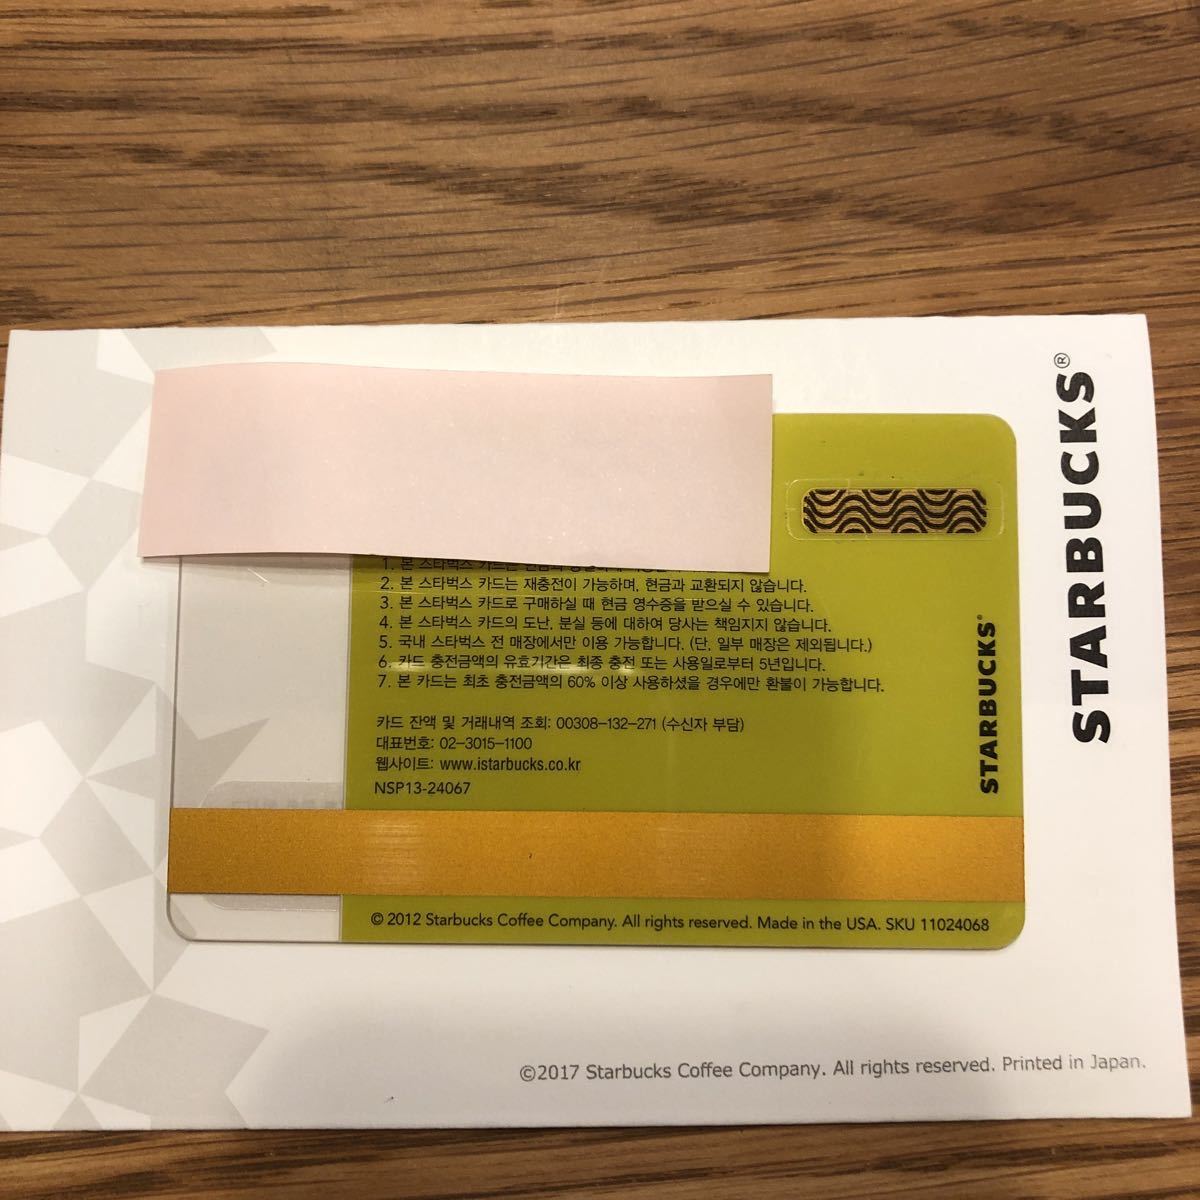 1. 본 스타벅스 카드는 현금과
2. 본 스타벅스 카드는 재충전이 가능하며, 현금과 교환되지 않습니다.
3. 본 스타벅스 카드로 구매하실 때 현금 영수증을 받으실 수 있습니다.
4. 본 스타벅스 카드의 도난, 분실 등에 대하여 당사는 책임지지 않습니다.
5. 국내 스타벅스 전 매장에서만 이용 가능합니다. (단, 일부 매장은 제외됩니다.)
6. 카드 충전금액의 유효기간은 최종 충전 또는 사용일로부터 5년입니다.
7. 본 카드는 최초 충전금액의 60% 이상 사용하셨을 경우에만 환불이 가능합니다.
카드 잔액 및 거래내역 조회: 00308-132-271 (수신자 부담)
대표번호: 02-3015-1100
웹사이트: www.istarbucks.co.kr
NSP13-24067
STARBUCKS®
© 2012 Starbucks Coffee Company. All rights reserved. Made in the USA. SKU 11024068
STARBUCKS®
©2017 Starbucks Coffee Company. All rights reserved. Printed in Japan.